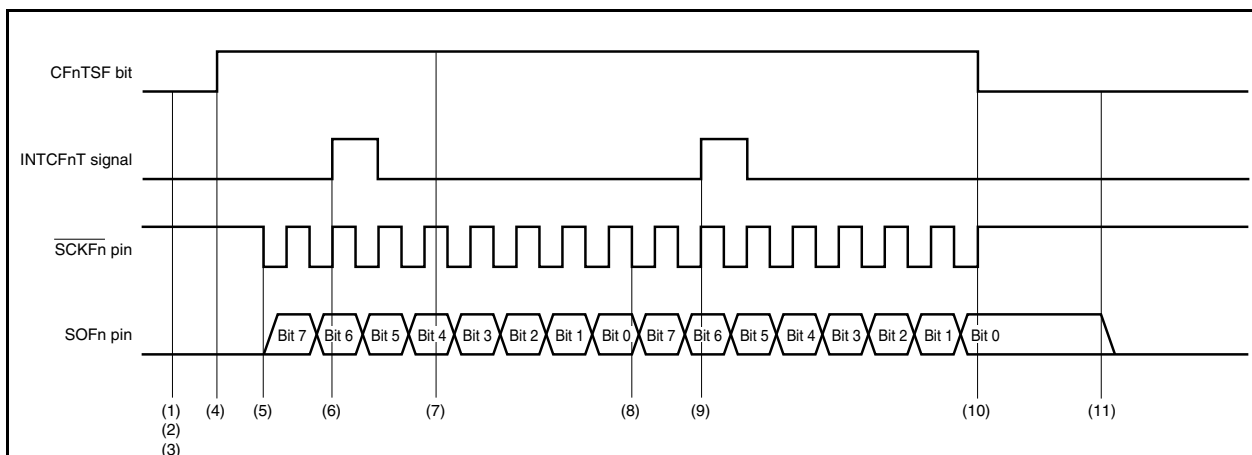 CFnTSF bit
INTCFnT signal
SCKFn pin
SOFn pin
Bit 7 Bit 6 Bit 5 Bit 4 Bit 3 Bit 2 Bit 1 Bit 0 Bit 7 Bit 6 Bit 5 Bit 4 Bit 3 Bit 2 Bit 1 Bit 0
(1) (4) (5) (6) (7) (8) (9) (10) (11)
(2)
(3)